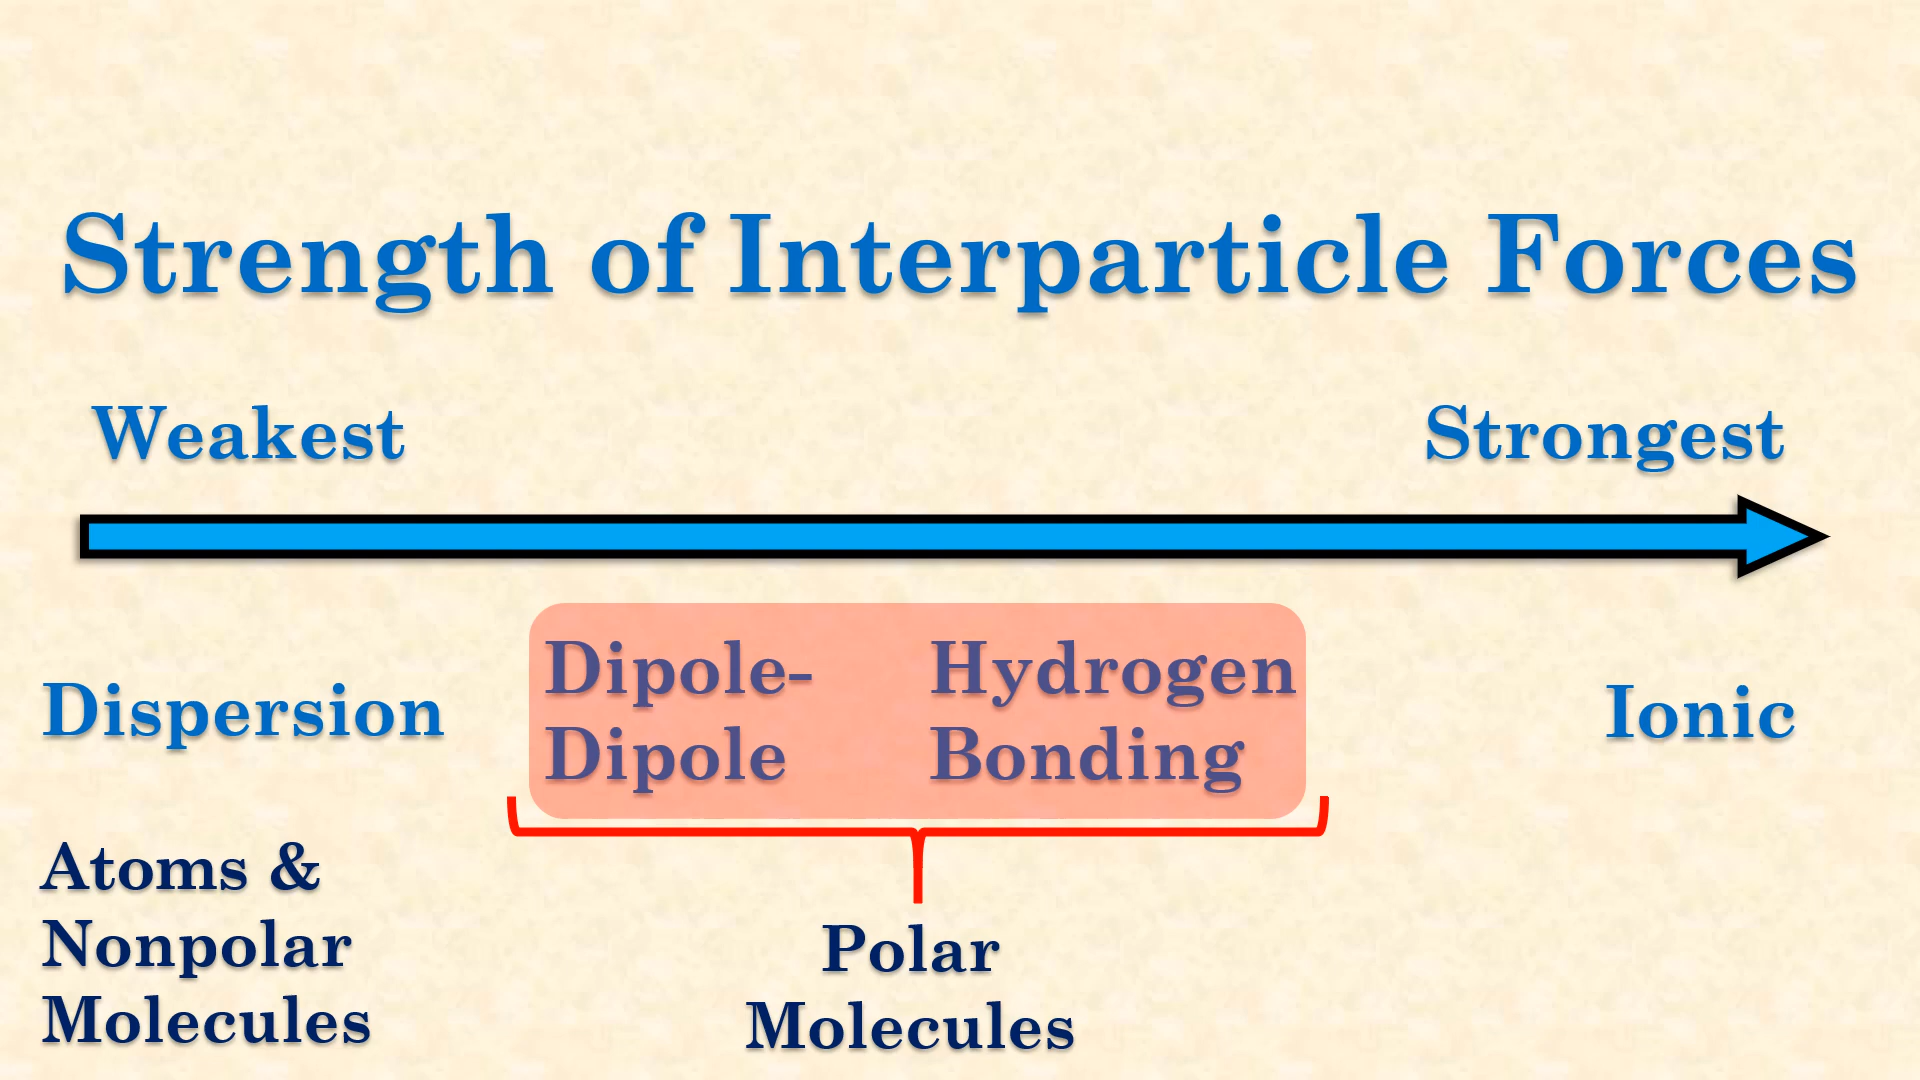 Strength of Interparticle Forces
Weakest
Strongest
Dispersion
Dipole-
Dipole
Hydrogen
Bonding
Ionic
Atoms &
Nonpolar
Molecules
Polar
Molecules